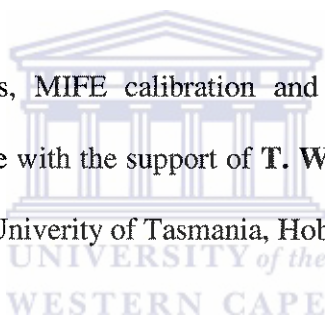 s, MIFE calibration and
e with the support of T. W
Univerity of Tasmania, Hob
UNIVERSITY of the
WESTERN CAPE